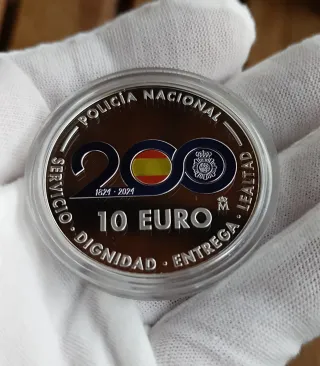 POLICÍA NACIONAL
200
1824 · 2024
10 EURO
SERVICIO · DIGNIDAD · ENTREGA · LEALTAD